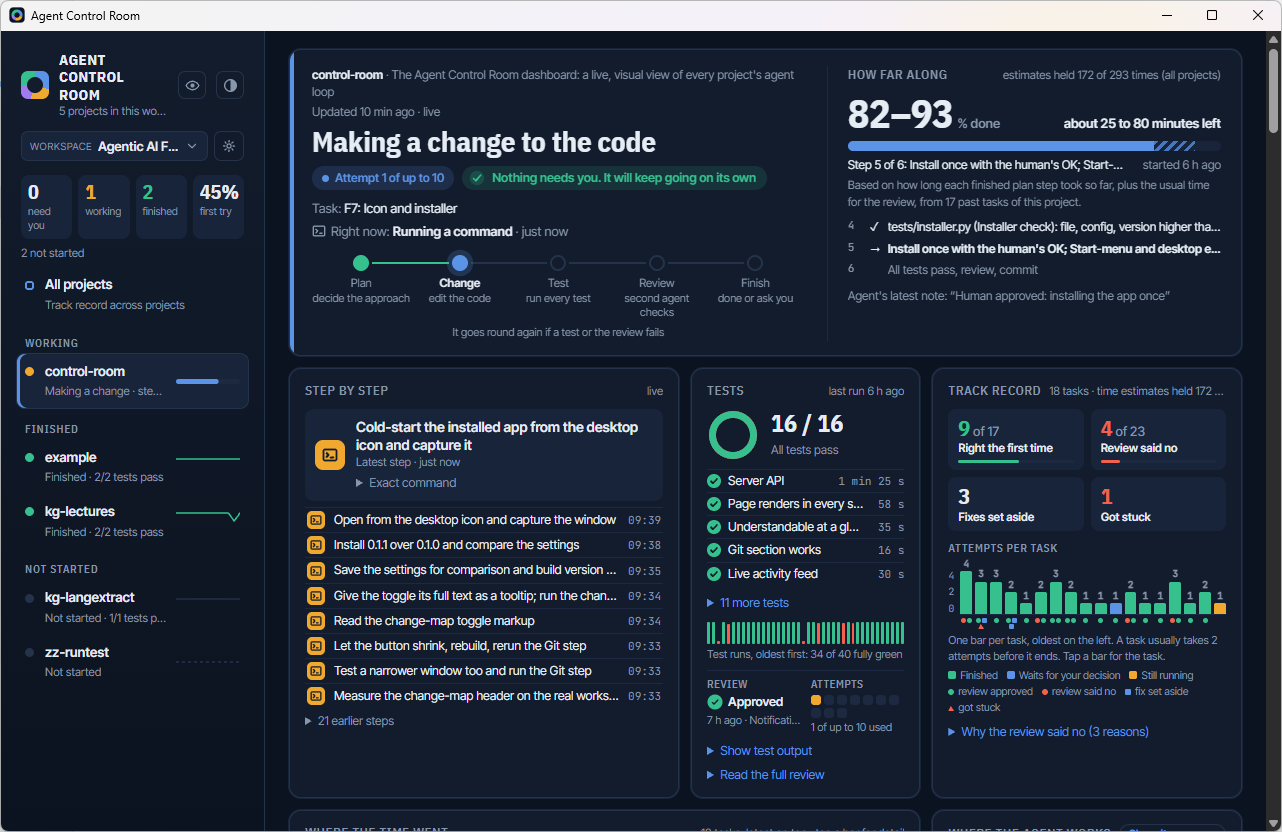 Agent Control Room
AGENT
CONTROL
ROOM
5 projects in this wo...
WORKSPACE Agentic AI F...
0
need
you
1
working
2
finished
45%
first try
2 not started
All projects
Track record across projects
WORKING
control-room
Making a change · ste...
FINISHED
example
Finished · 2/2 tests pass
kg-lectures
Finished · 2/2 tests pass
NOT STARTED
kg-langextract
Not started · 1/1 tests p...
zz-runtest
Not started
control-room · The Agent Control Room dashboard: a live, visual view of every project's agent
loop
Updated 10 min ago · live
Making a change to the code
Attempt 1 of up to 10
Nothing needs you. It will keep going on its own
Task: F7: Icon and installer
Right now: Running a command · just now
Plan
decide the approach
Change
edit the code
Test
run every test
Review
second agent
checks
Finish
done or ask you
It goes round again if a test or the review fails
HOW FAR ALONG
estimates held 172 of 293 times (all projects)
82–93 % done
about 25 to 80 minutes left
Step 5 of 6: Install once with the human's OK; Start-...
started 6 h ago
Based on how long each finished plan step took so far, plus the usual time
for the review, from 17 past tasks of this project.
4 ✓ tests/installer.py (Installer check): file, config, version higher tha...
5 → Install once with the human's OK; Start-menu and desktop e...
6 All tests pass, review, commit
Agent's latest note: “Human approved: installing the app once”
STEP BY STEP
live
Cold-start the installed app from the desktop
icon and capture it
Latest step · just now
Exact command
Open from the desktop icon and capture the window 09:39
Install 0.1.1 over 0.1.0 and compare the settings 09:38
Save the settings for comparison and build version ... 09:35
Give the toggle its full text as a tooltip; run the chan... 09:34
Read the change-map toggle markup 09:34
Let the button shrink, rebuild, rerun the Git step 09:33
Test a narrower window too and run the Git step 09:33
Measure the change-map header on the real works... 09:33
21 earlier steps
TESTS
last run 6 h ago
16 / 16
All tests pass
Server API 1 min 25 s
Page renders in every s... 58 s
Understandable at a gl... 35 s
Git section works 16 s
Live activity feed 30 s
11 more tests
Test runs, oldest first: 34 of 40 fully green
REVIEW
Approved
7 h ago · Notificati...
ATTEMPTS
1 of up to 10 used
Show test output
Read the full review
TRACK RECORD
18 tasks · time estimates held 172 ...
9 of 17
Right the first time
4 of 23
Review said no
3
Fixes set aside
1
Got stuck
ATTEMPTS PER TASK
4
2
0
4 3 3 2 1 2 3 2 1 1 1 2 1 1 3 1 2 1
One bar per task, oldest on the left. A task usually takes 2
attempts before it ends. Tap a bar for the task.
Finished Waits for your decision Still running
review approved review said no fix set aside
got stuck
Why the review said no (3 reasons)